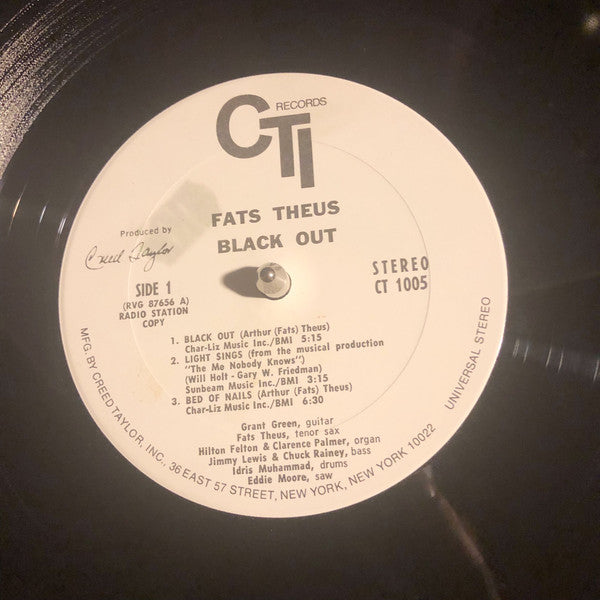 CTI RECORDS
FATS THEUS
BLACK OUT
Produced by
Creed Taylor
STEREO
CT 1005
SIDE 1
(RVG 87656 A)
RADIO STATION
COPY
1. BLACK OUT (Arthur (Fats) Theus)
Char-Liz Music Inc./BMI 5:15
2. LIGHT SINGS (from the musical production
"The Me Nobody Knows")
(Will Holt - Gary W. Friedman)
Sunbeam Music Inc./BMI 3:15
3. BED OF NAILS (Arthur (Fats) Theus)
Char-Liz Music Inc./BMI 6:30
Grant Green, guitar
Fats Theus, tenor sax
Hilton Felton & Clarence Palmer, organ
Jimmy Lewis & Chuck Rainey, bass
Idris Muhammad, drums
Eddie Moore, saw
MFG. BY CREED TAYLOR, INC., 36 EAST 57 STREET, NEW YORK, NEW YORK 10022
UNIVERSAL STEREO